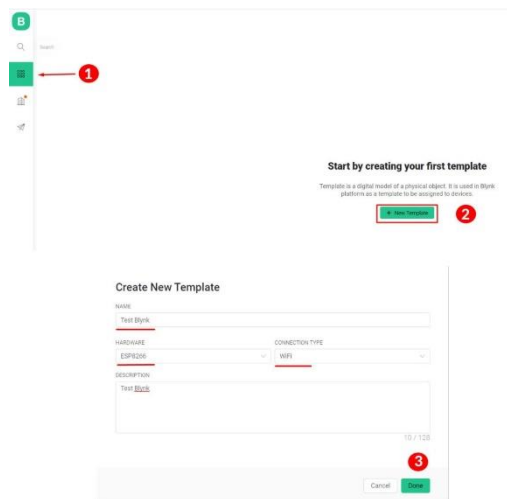 B
Search
1
Start by creating your first template
Template is a digital model of a physical object. It is used in Blynk
platform as a template to be assigned to devices.
+ New Template
2
Create New Template
NAME
Test Blynk
HARDWARE
CONNECTION TYPE
ESP8266
WiFi
DESCRIPTION
Test Blynk
10 / 128
3
Cancel
Done